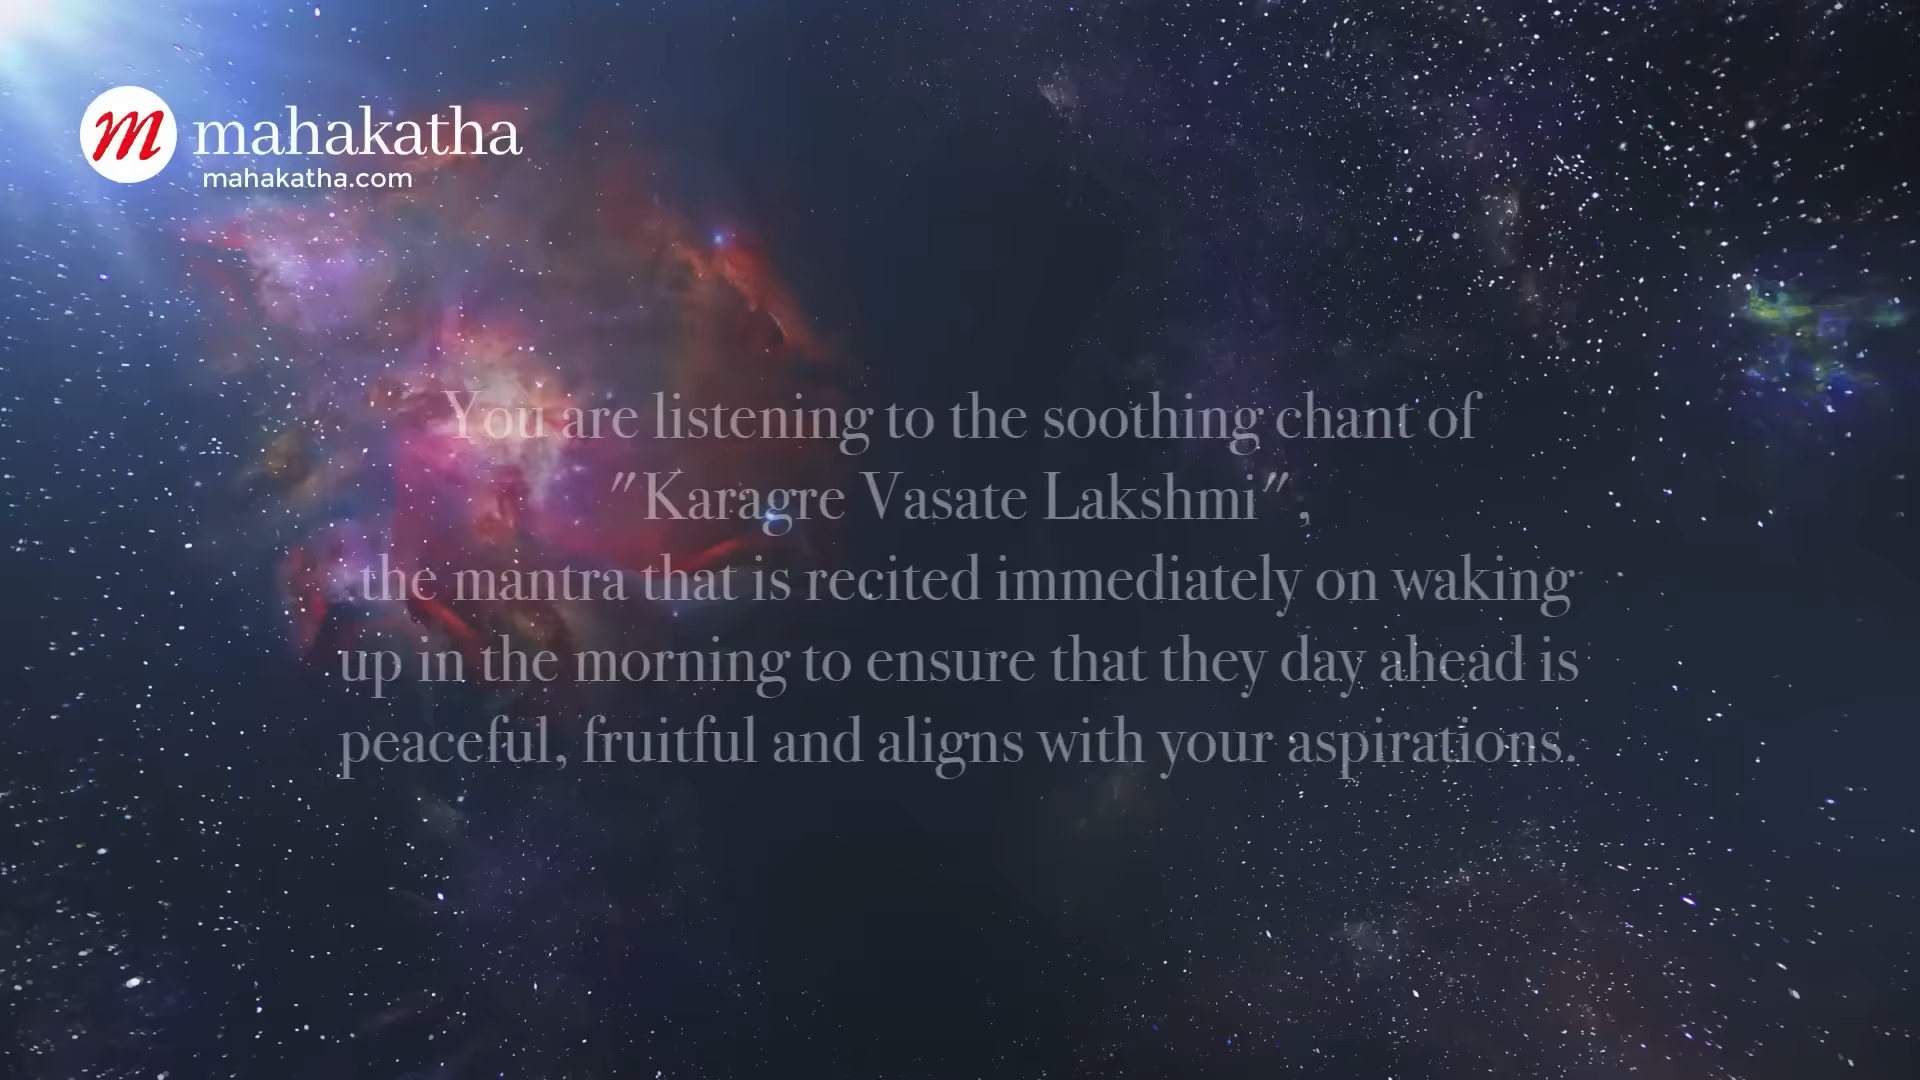 m mahakatha
mahakatha.com
You are listening to the soothing chant of
"Karagre Vasate Lakshmi",
the mantra that is recited immediately on waking
up in the morning to ensure that they day ahead is
peaceful, fruitful and aligns with your aspirations.